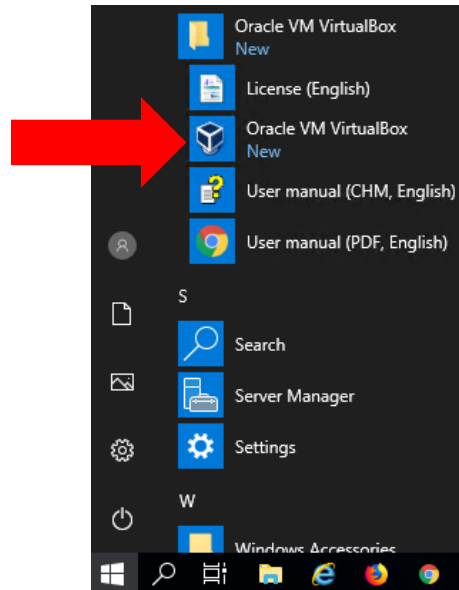 Oracle VM VirtualBox
New
License (English)
Oracle VM VirtualBox
New
User manual (CHM, English)
User manual (PDF, English)
S
Search
Server Manager
Settings
W
Windows Accessories